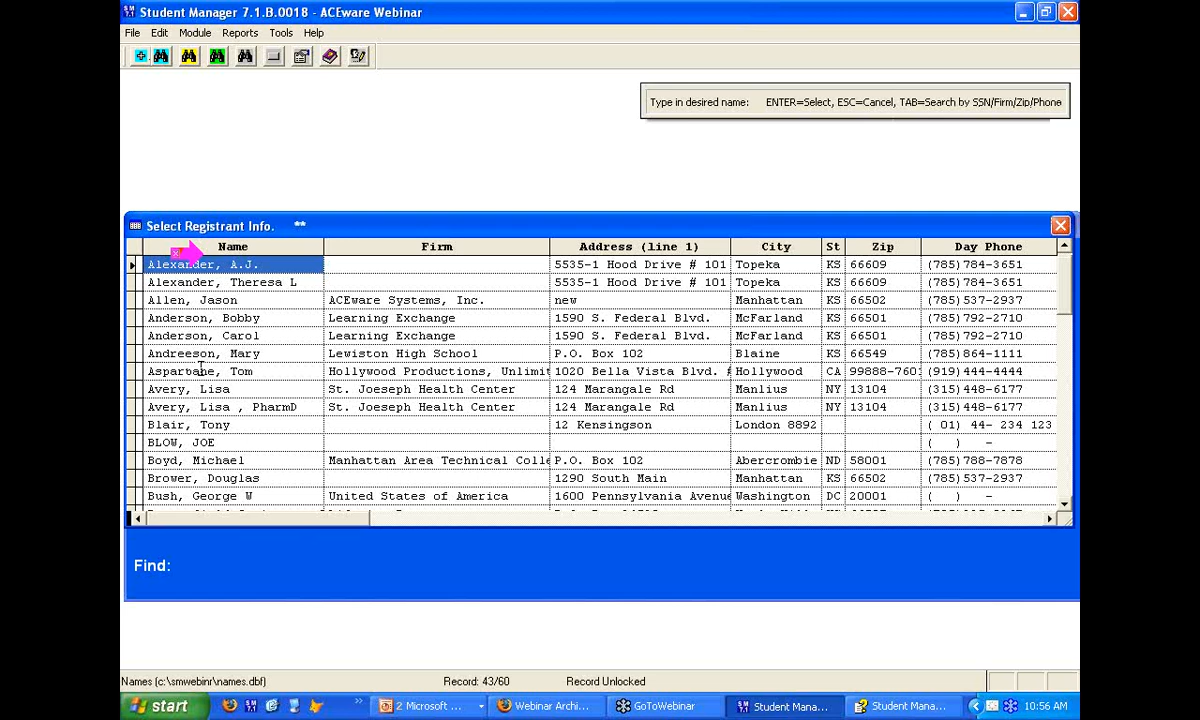 Student Manager 7.1.B.0018 - ACEware Webinar
File Edit Module Reports Tools Help
Type in desired name: ENTER=Select, ESC=Cancel, TAB=Search by SSN/Firm/Zip/Phone
Select Registrant Info. **
Name Firm Address (line 1) City St Zip Day Phone
Alexander, A.J. 5535-1 Hood Drive # 101 Topeka KS 66609 (785)784-3651
Alexander, Theresa L 5535-1 Hood Drive # 101 Topeka KS 66609 (785)784-3651
Allen, Jason ACEware Systems, Inc. new Manhattan KS 66502 (785)537-2937
Anderson, Bobby Learning Exchange 1590 S. Federal Blvd. McFarland KS 66501 (785)792-2710
Anderson, Carol Learning Exchange 1590 S. Federal Blvd. McFarland KS 66501 (785)792-2710
Andreeson, Mary Lewiston High School P.O. Box 102 Blaine KS 66549 (785)864-1111
Aspartane, Tom Hollywood Productions, Unlimit 1020 Bella Vista Blvd. # Hollywood CA 99888-7601 (919)444-4444
Avery, Lisa St. Joeseph Health Center 124 Marangale Rd Manlius NY 13104 (315)448-6177
Avery, Lisa , PharmD St. Joeseph Health Center 124 Marangale Rd Manlius NY 13104 (315)448-6177
Blair, Tony 12 Kensingson London 8892 ( 01) 44- 234 123
BLOW, JOE ( ) -
Boyd, Michael Manhattan Area Technical Colle P.O. Box 102 Abercrombie ND 58001 (785)788-7878
Brower, Douglas 1290 South Main Manhattan KS 66502 (785)537-2937
Bush, George W United States of America 1600 Pennsylvania Avenue Washington DC 20001 ( ) -
Find:
Names (c:\smwebinr\names.dbf) Record: 43/60 Record Unlocked
start 2 Microsoft ... Webinar Archi... GoToWebinar Student Mana... Student Mana... 10:56 AM